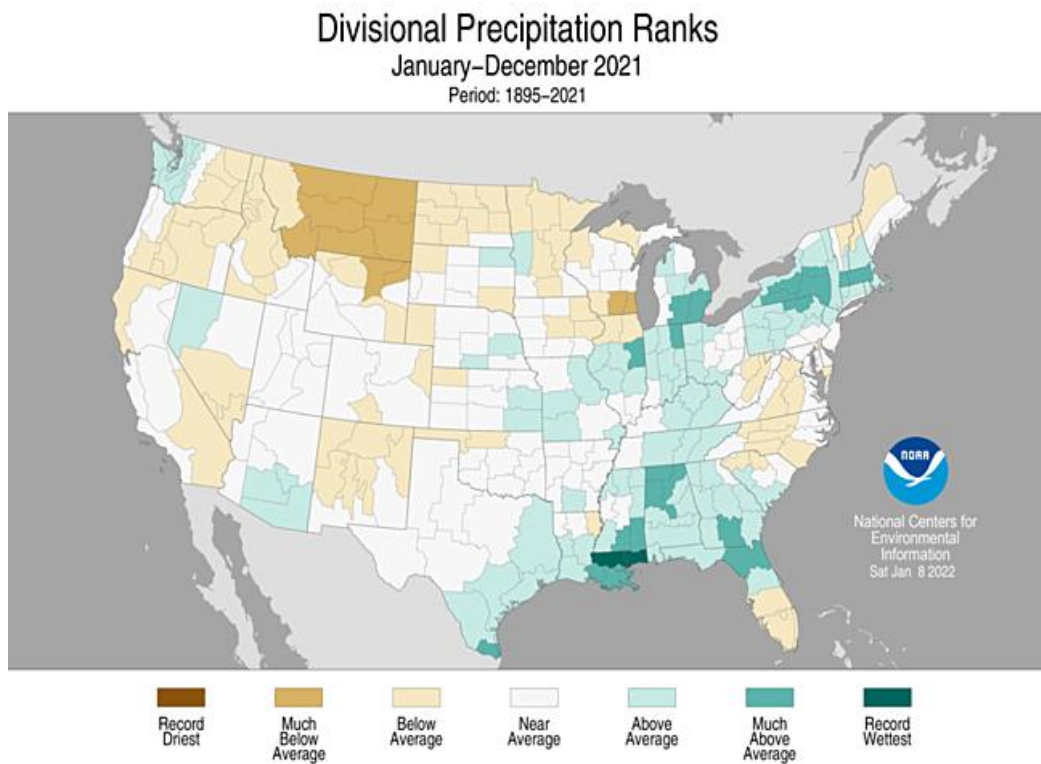 Divisional Precipitation Ranks
January–December 2021
Period: 1895–2021
NOAA
National Centers for
Environmental
Information
Sat Jan 8 2022
Record
Driest
Much
Below
Average
Below
Average
Near
Average
Above
Average
Much
Above
Average
Record
Wettest